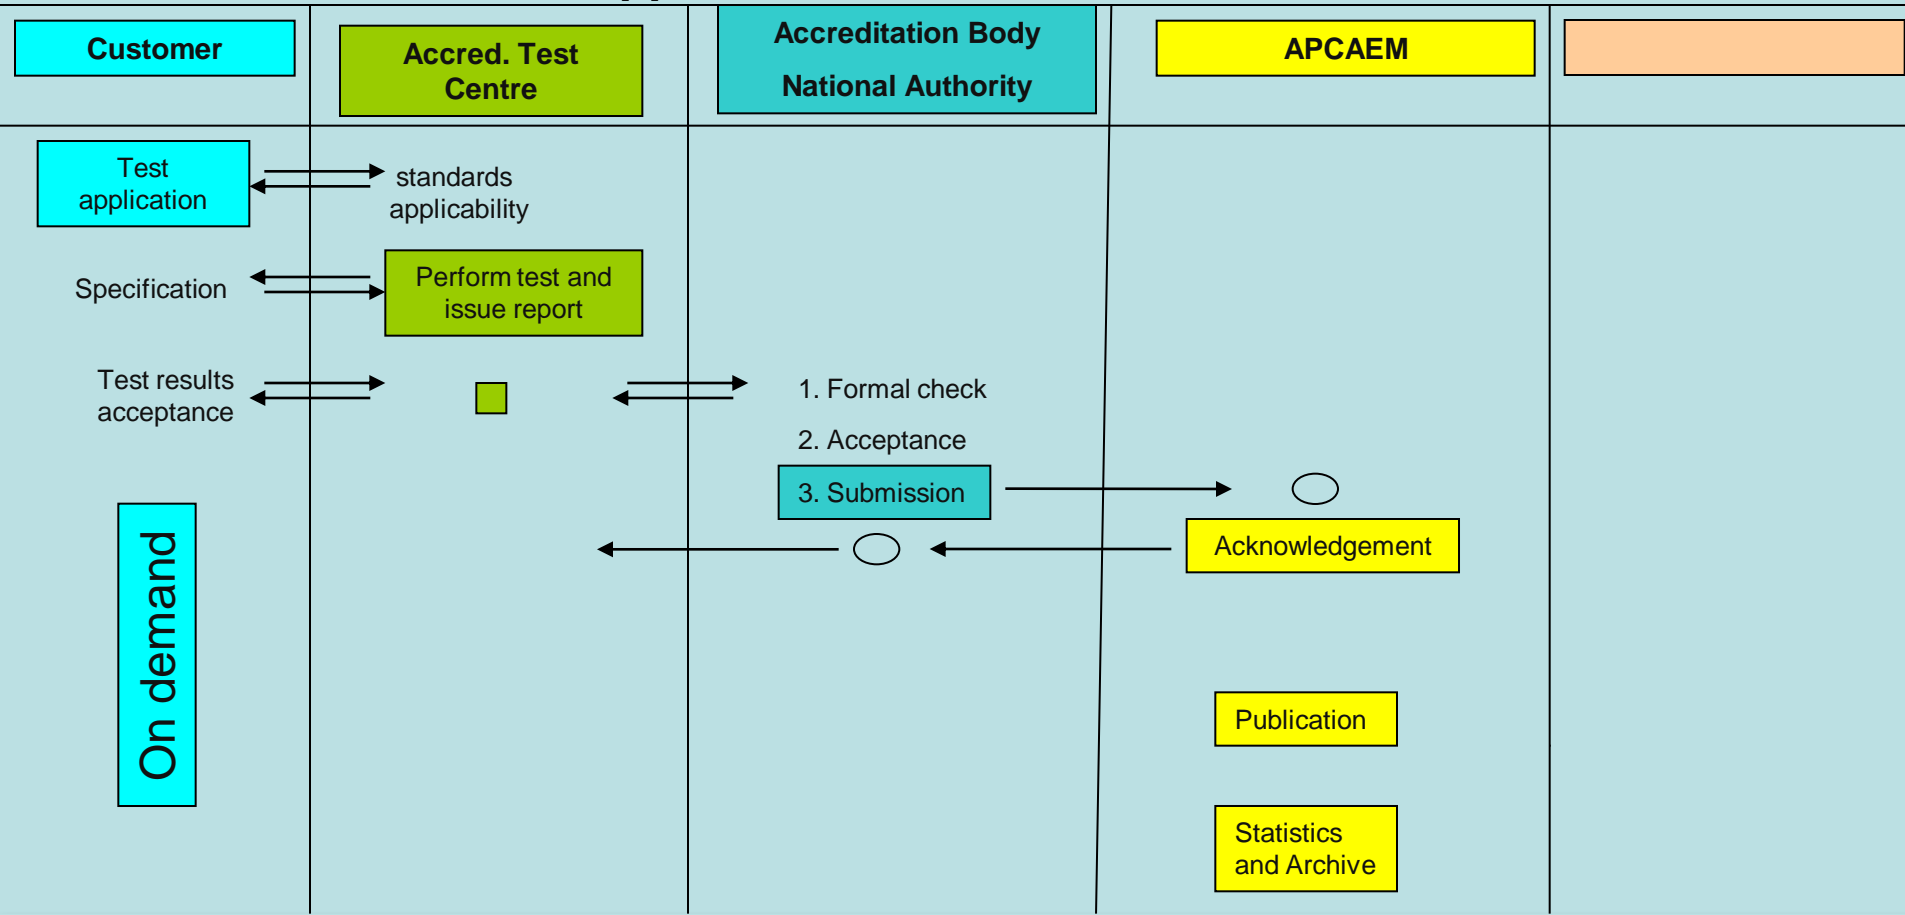 Customer
Accred. Test
Centre
Accreditation Body
National Authority
APCAEM
Test
application
standards
applicability
Specification
Perform test and
issue report
Test results
acceptance
1. Formal check
2. Acceptance
3. Submission
Acknowledgement
On demand
Publication
Statistics
and Archive